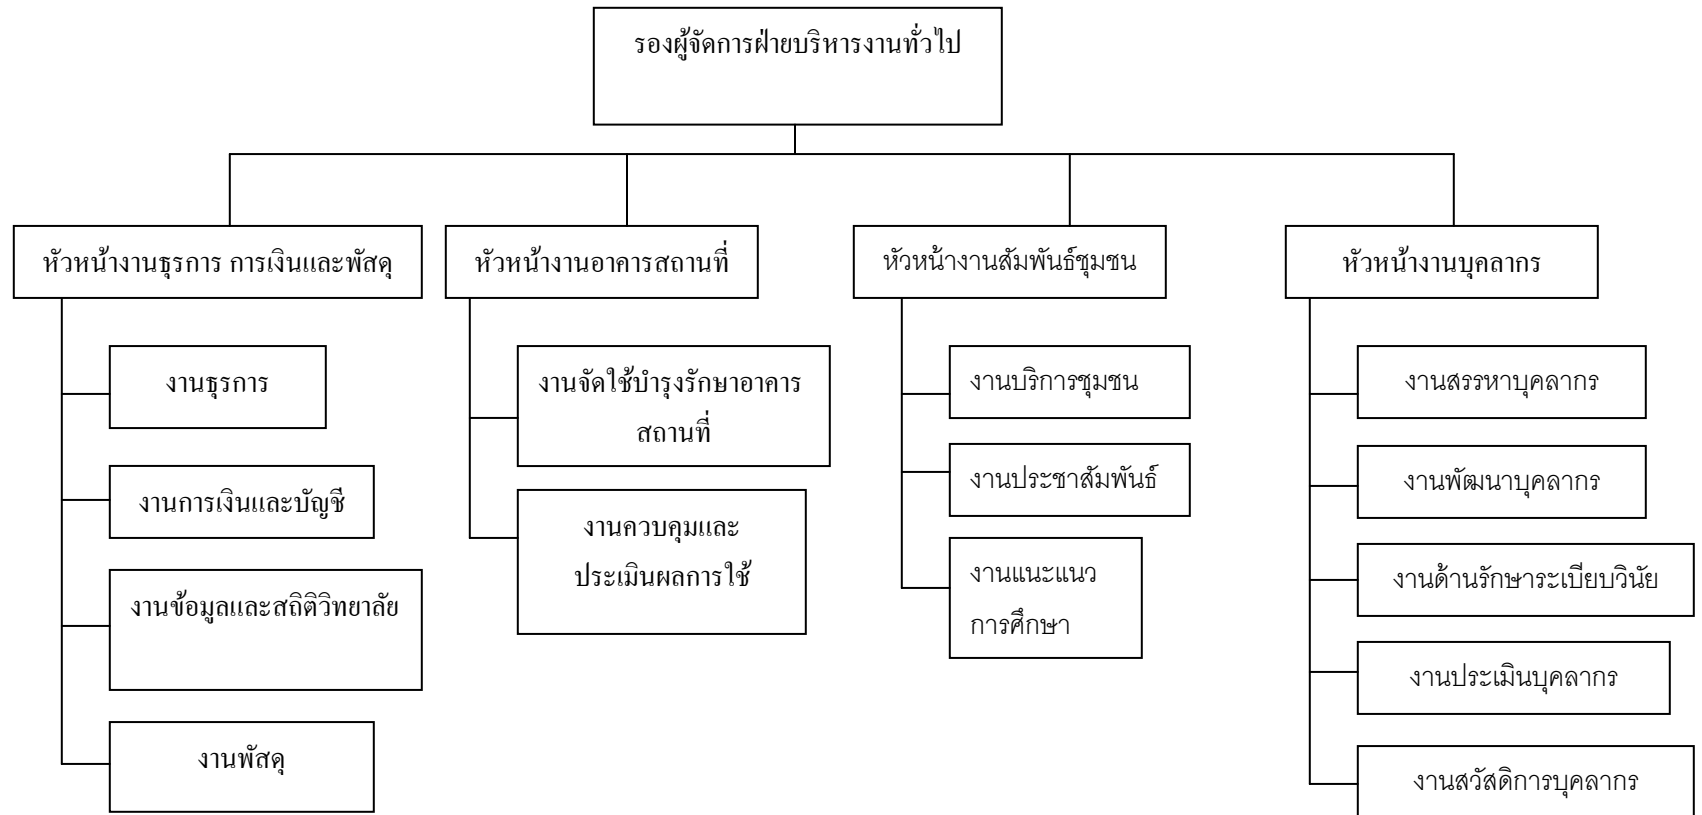 รองผู้จัดการฝ่ายบริหารงานทั่วไป
หัวหน้างานธุรการ การเงินและพัสดุ
งานธุรการ
งานการเงินและบัญชี
งานข้อมูลและสถิติวิทยาลัย
งานพัสดุ
หัวหน้างานอาคารสถานที่
งานจัดใช้บำรุงรักษาอาคาร
สถานที่
งานควบคุมและ
ประเมินผลการใช้
หัวหน้างานสัมพันธ์ชุมชน
งานบริการชุมชน
งานประชาสัมพันธ์
งานแนะแนว
การศึกษา
หัวหน้างานบุคลากร
งานสรรหาบุคลากร
งานพัฒนาบุคลากร
งานด้านรักษาระเบียบวินัย
งานประเมินบุคลากร
งานสวัสดิการบุคลากร